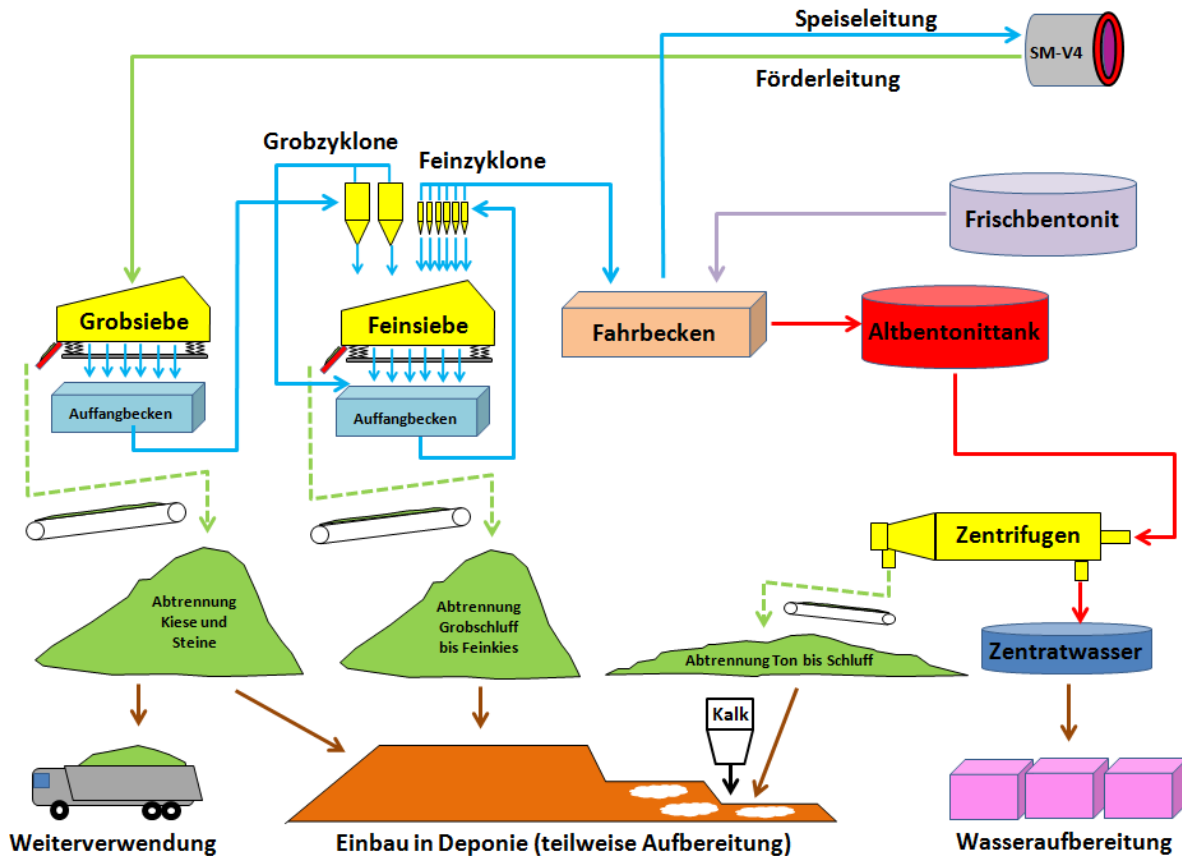 Speiseleitung
SM-V4
Förderleitung
Grobzyklone
Feinzyklone
Frischbentonit
Grobsiebe
Feinsiebe
Fahrbecken
Altbentonittank
Auffangbecken
Auffangbecken
Zentrifugen
Abtrennung
Kiese und
Steine
Abtrennung
Grobschluff
bis Feinkies
Abtrennung Ton bis Schluff
Zentratwasser
Kalk
Weiterverwendung
Einbau in Deponie (teilweise Aufbereitung)
Wasseraufbereitung